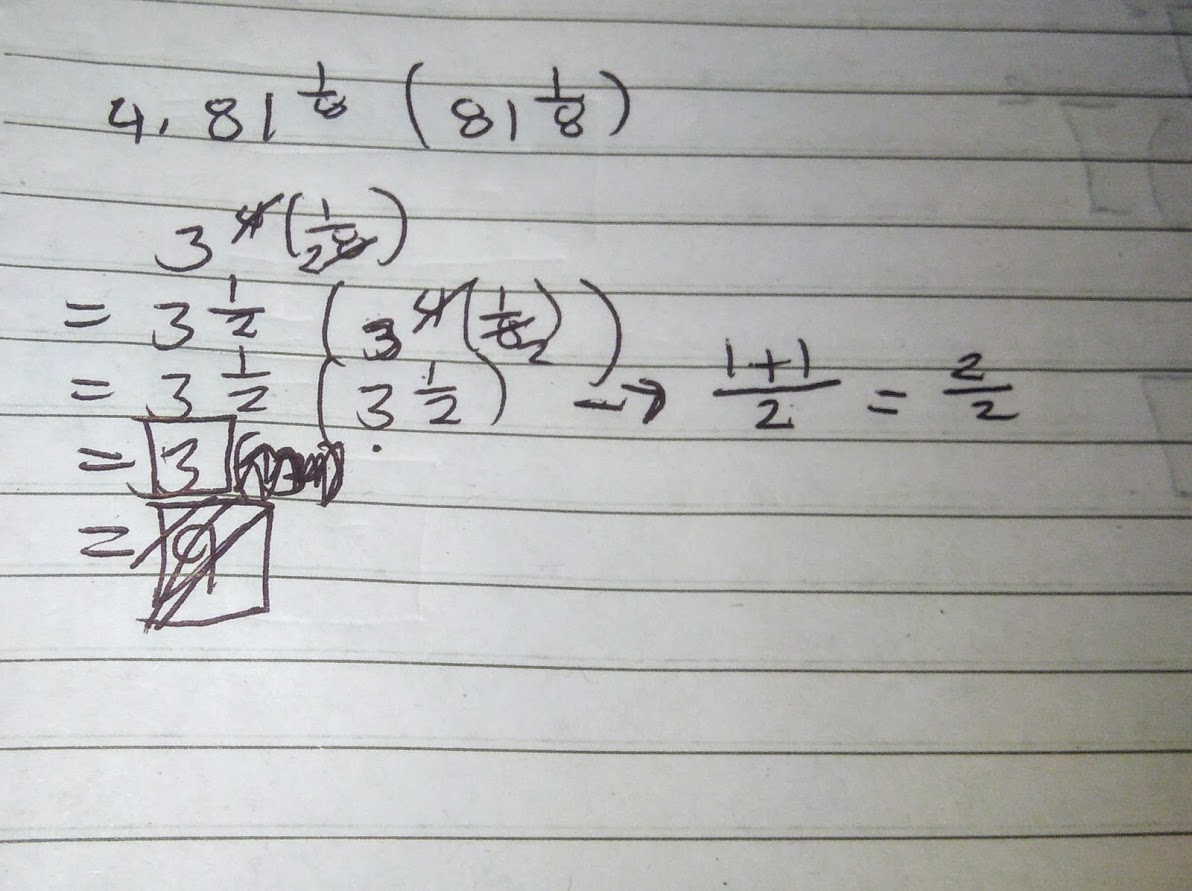 4. 81^(1/8) (81^(1/8))
3^4(1/28)
= 3^(1/2) (3^4(1/8 2))
= 3^(1/2) (3^(1/2)) → (1+1)/2 = 2/2
= 3
= 9